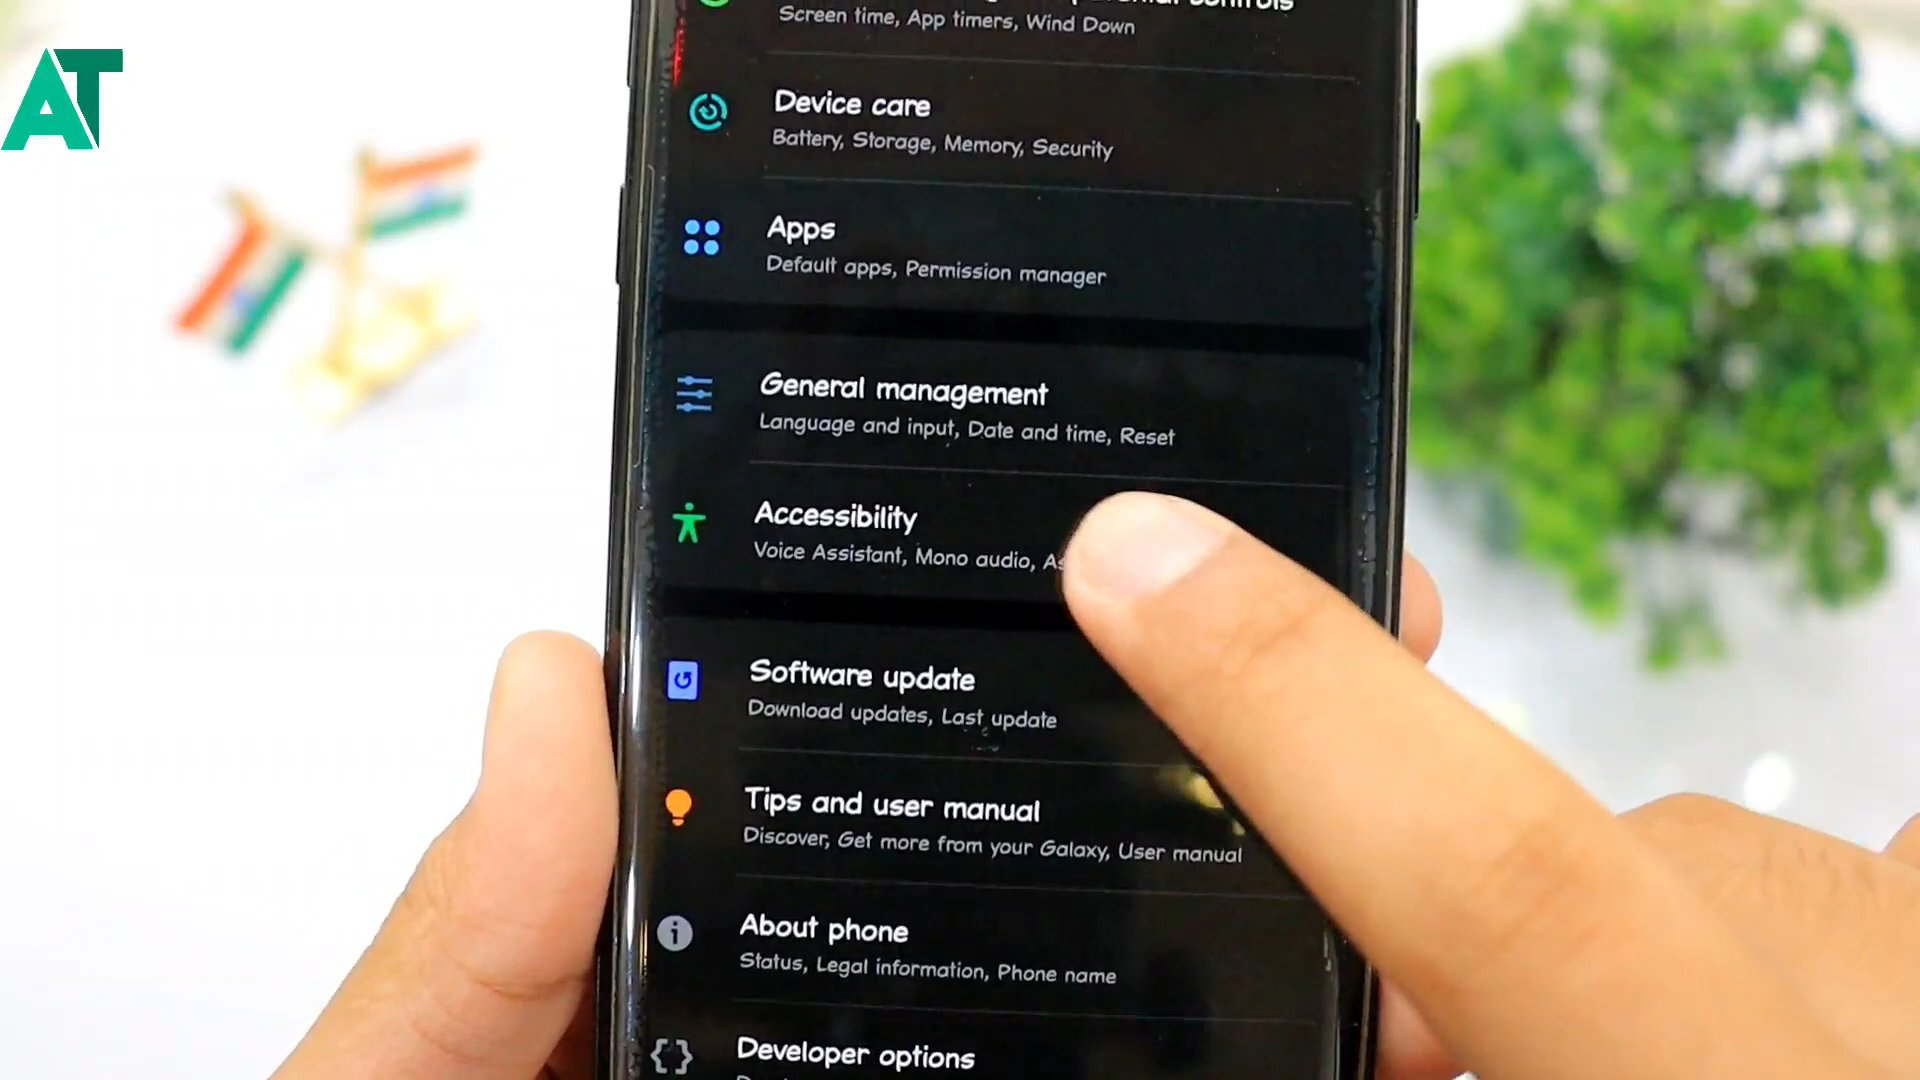 AT
controls
Screen time, App timers, Wind Down
Device care
Battery, Storage, Memory, Security
Apps
Default apps, Permission manager
General management
Language and input, Date and time, Reset
Accessibility
Voice Assistant, Mono audio,
Software update
Download updates, Last update
Tips and user manual
Discover, Get more from your Galaxy, User manual
About phone
Status, Legal information, Phone name
Developer options